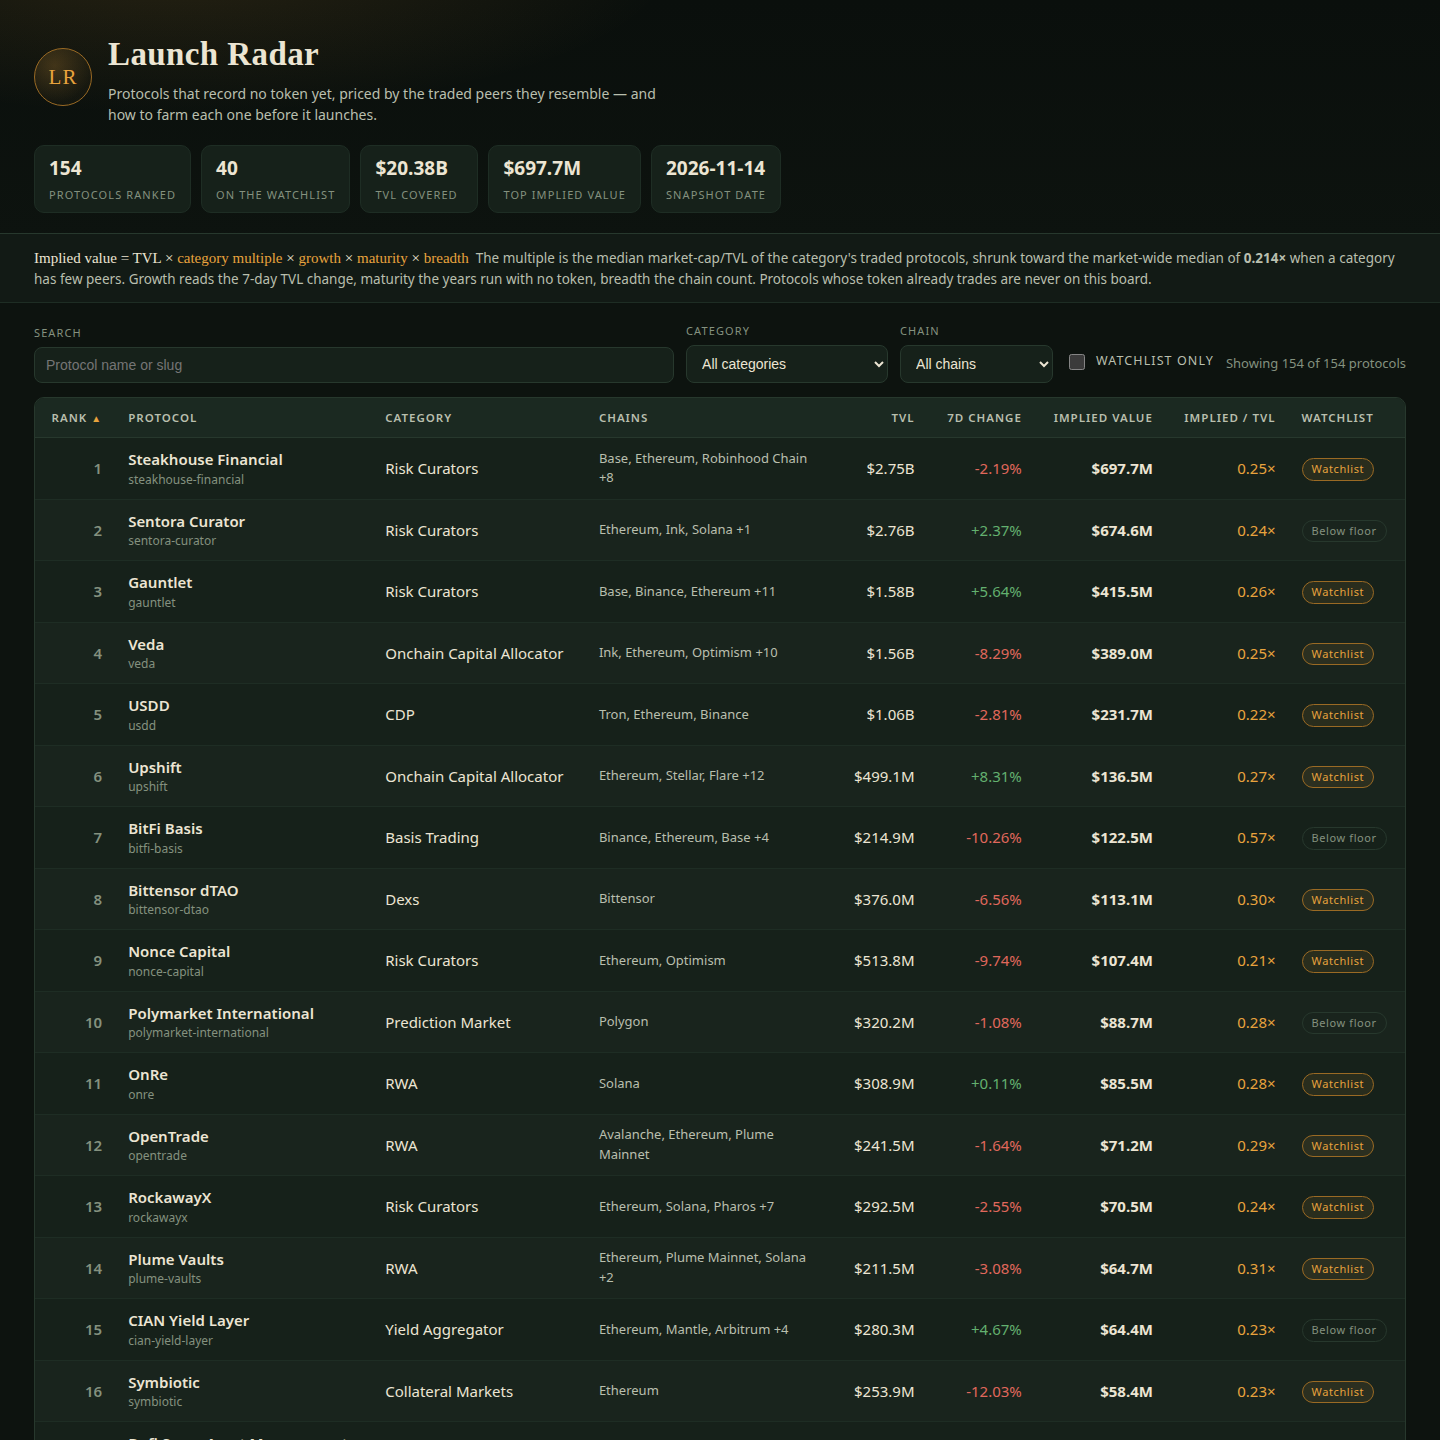 LR
Launch Radar
Protocols that record no token yet, priced by the traded peers they resemble — and
how to farm each one before it launches.
154
PROTOCOLS RANKED
40
ON THE WATCHLIST
$20.38B
TVL COVERED
$697.7M
TOP IMPLIED VALUE
2026-11-14
SNAPSHOT DATE
Implied value = TVL × category multiple × growth × maturity × breadth The multiple is the median market-cap/TVL of the category's traded protocols, shrunk toward the market-wide median of 0.214× when a category
has few peers. Growth reads the 7-day TVL change, maturity the years run with no token, breadth the chain count. Protocols whose token already trades are never on this board.
SEARCH
Protocol name or slug
CATEGORY
All categories
CHAIN
All chains
WATCHLIST ONLY
Showing 154 of 154 protocols
RANK ▲ PROTOCOL CATEGORY CHAINS TVL 7D CHANGE IMPLIED VALUE IMPLIED / TVL WATCHLIST
1 Steakhouse Financial Risk Curators Base, Ethereum, Robinhood Chain $2.75B -2.19% $697.7M 0.25× Watchlist
steakhouse-financial +8
2 Sentora Curator Risk Curators Ethereum, Ink, Solana +1 $2.76B +2.37% $674.6M 0.24× Below floor
sentora-curator
3 Gauntlet Risk Curators Base, Binance, Ethereum +11 $1.58B +5.64% $415.5M 0.26× Watchlist
gauntlet
4 Veda Onchain Capital Allocator Ink, Ethereum, Optimism +10 $1.56B -8.29% $389.0M 0.25× Watchlist
veda
5 USDD CDP Tron, Ethereum, Binance $1.06B -2.81% $231.7M 0.22× Watchlist
usdd
6 Upshift Onchain Capital Allocator Ethereum, Stellar, Flare +12 $499.1M +8.31% $136.5M 0.27× Watchlist
upshift
7 BitFi Basis Basis Trading Binance, Ethereum, Base +4 $214.9M -10.26% $122.5M 0.57× Below floor
bitfi-basis
8 Bittensor dTAO Dexs Bittensor $376.0M -6.56% $113.1M 0.30× Watchlist
bittensor-dtao
9 Nonce Capital Risk Curators Ethereum, Optimism $513.8M -9.74% $107.4M 0.21× Watchlist
nonce-capital
10 Polymarket International Prediction Market Polygon $320.2M -1.08% $88.7M 0.28× Below floor
polymarket-international
11 OnRe RWA Solana $308.9M +0.11% $85.5M 0.28× Watchlist
onre
12 OpenTrade RWA Avalanche, Ethereum, Plume $241.5M -1.64% $71.2M 0.29× Watchlist
opentrade Mainnet
13 RockawayX Risk Curators Ethereum, Solana, Pharos +7 $292.5M -2.55% $70.5M 0.24× Watchlist
rockawayx
14 Plume Vaults RWA Ethereum, Plume Mainnet, Solana $211.5M -3.08% $64.7M 0.31× Watchlist
plume-vaults +2
15 CIAN Yield Layer Yield Aggregator Ethereum, Mantle, Arbitrum +4 $280.3M +4.67% $64.4M 0.23× Below floor
cian-yield-layer
16 Symbiotic Collateral Markets Ethereum $253.9M -12.03% $58.4M 0.23× Watchlist
symbiotic